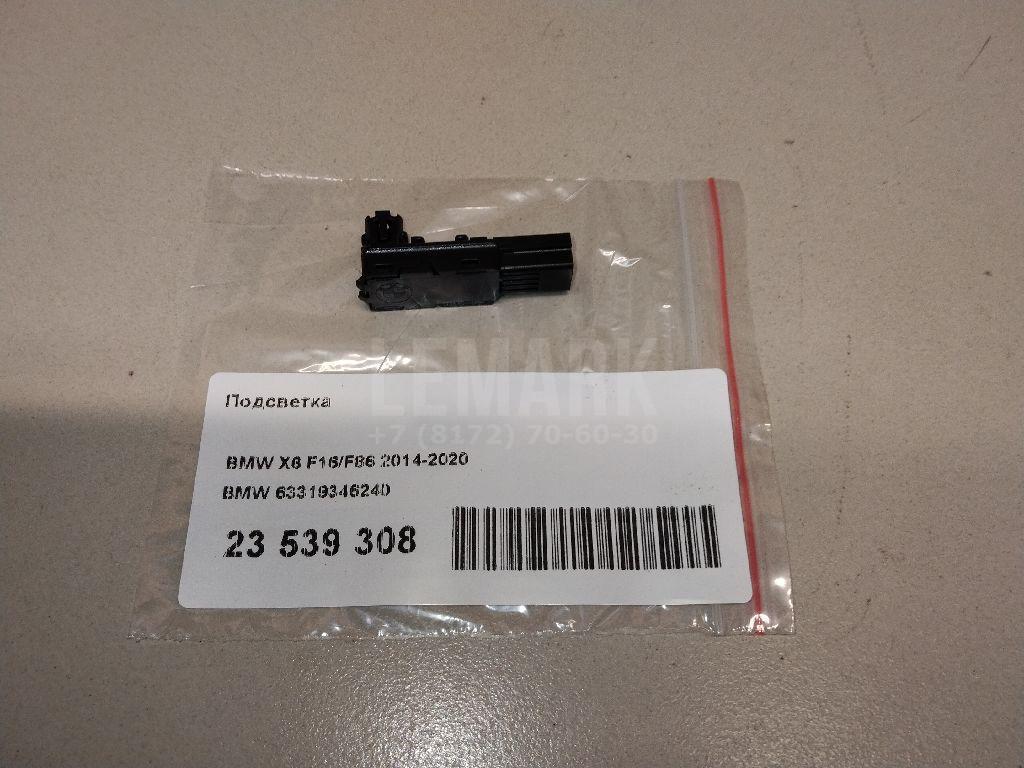 LEMARK
+7 (8172) 70-60-30
Подсветка
BMW X6 F16/F86 2014-2020
BMW 63319346240
23 539 308